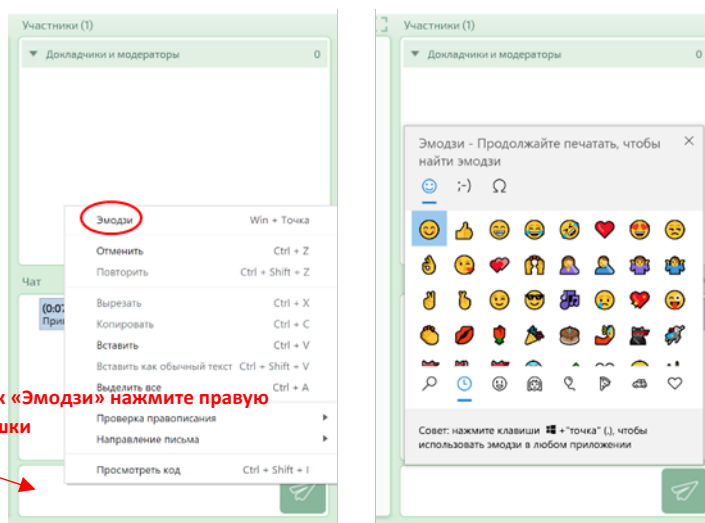 Участники (1)
Докладчики и модераторы 0
Эмодзи Win + Точка
Отменить Ctrl + Z
Повторить Ctrl + Shift + Z
Чат
Вырезать Ctrl + X
(0:07
При
Копировать Ctrl + C
Вставить Ctrl + V
Вставить как обычный текст Ctrl + Shift + V
Выделить все Ctrl + A
к «Эмодзи» нажмите правую
шки
Проверка правописания
Направление письма
Просмотреть код Ctrl + Shift + I
Участники (1)
Докладчики и модераторы 0
Эмодзи - Продолжайте печатать, чтобы
найти эмодзи
;-) Ω
Совет: нажмите клавиши +"точка" (.), чтобы
использовать эмодзи в любом приложении